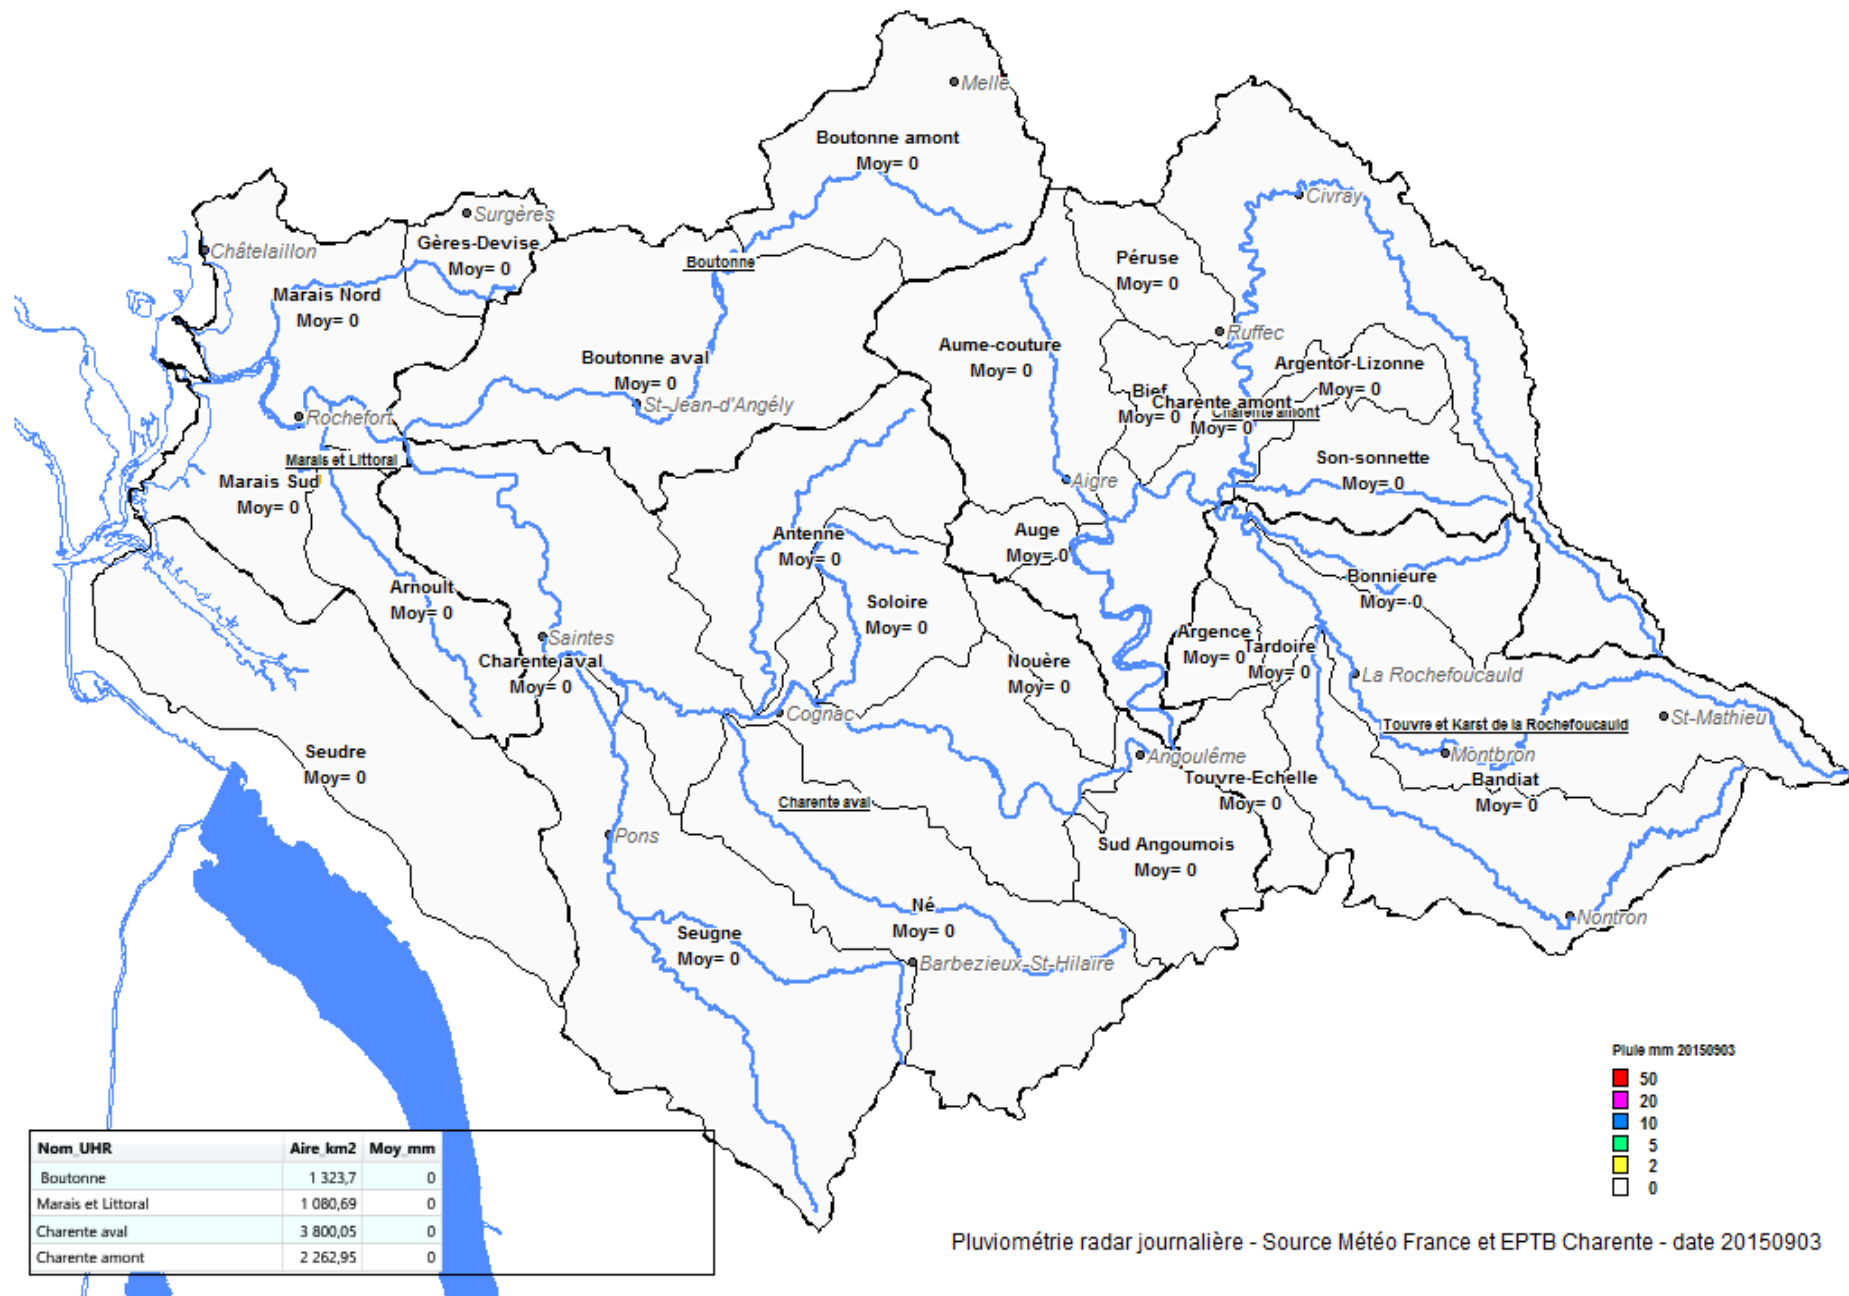 Melle
Boutonne amont
Moy= 0
Civray
Surgères
Châtelaillon
Gères-Devise
Moy= 0
Boutonne
Péruse
Moy= 0
Marais Nord
Moy= 0
Ruffec
Aume-couture
Moy= 0
Boutonne aval
Moy= 0
Argentor-Lizonne
Moy= 0
Bief
Moy= 0
Charente amont
Charente amont
Moy= 0
St-Jean-d'Angély
Rochefort
Marais et Littoral
Son-sonnette
Moy= 0
Marais Sud
Moy= 0
Aigre
Auge
Moy= 0
Antenne
Moy= 0
Bonnieure
Moy= 0
Arnoult
Moy= 0
Soloire
Moy= 0
Saintes
Argence
Moy= 0
Tardoire
Moy= 0
Charente aval
Moy= 0
Nouère
Moy= 0
La Rochefoucauld
Cognac
St-Mathieu
Touvre et Karst de la Rochefoucauld
Seudre
Moy= 0
Angoulême
Montbron
Touvre-Echelle
Moy= 0
Bandiat
Moy= 0
Charente aval
Pons
Sud Angoumois
Moy= 0
Né
Moy= 0
Nontron
Seugne
Moy= 0
Barbezieux-St-Hilaire
Pluie mm 20150903
50
20
10
5
2
0
Nom_UHR Aire_km2 Moy_mm
Boutonne 1 323,7 0
Marais et Littoral 1 080,69 0
Charente aval 3 800,05 0
Charente amont 2 262,95 0
Pluviométrie radar journalière - Source Météo France et EPTB Charente - date 20150903